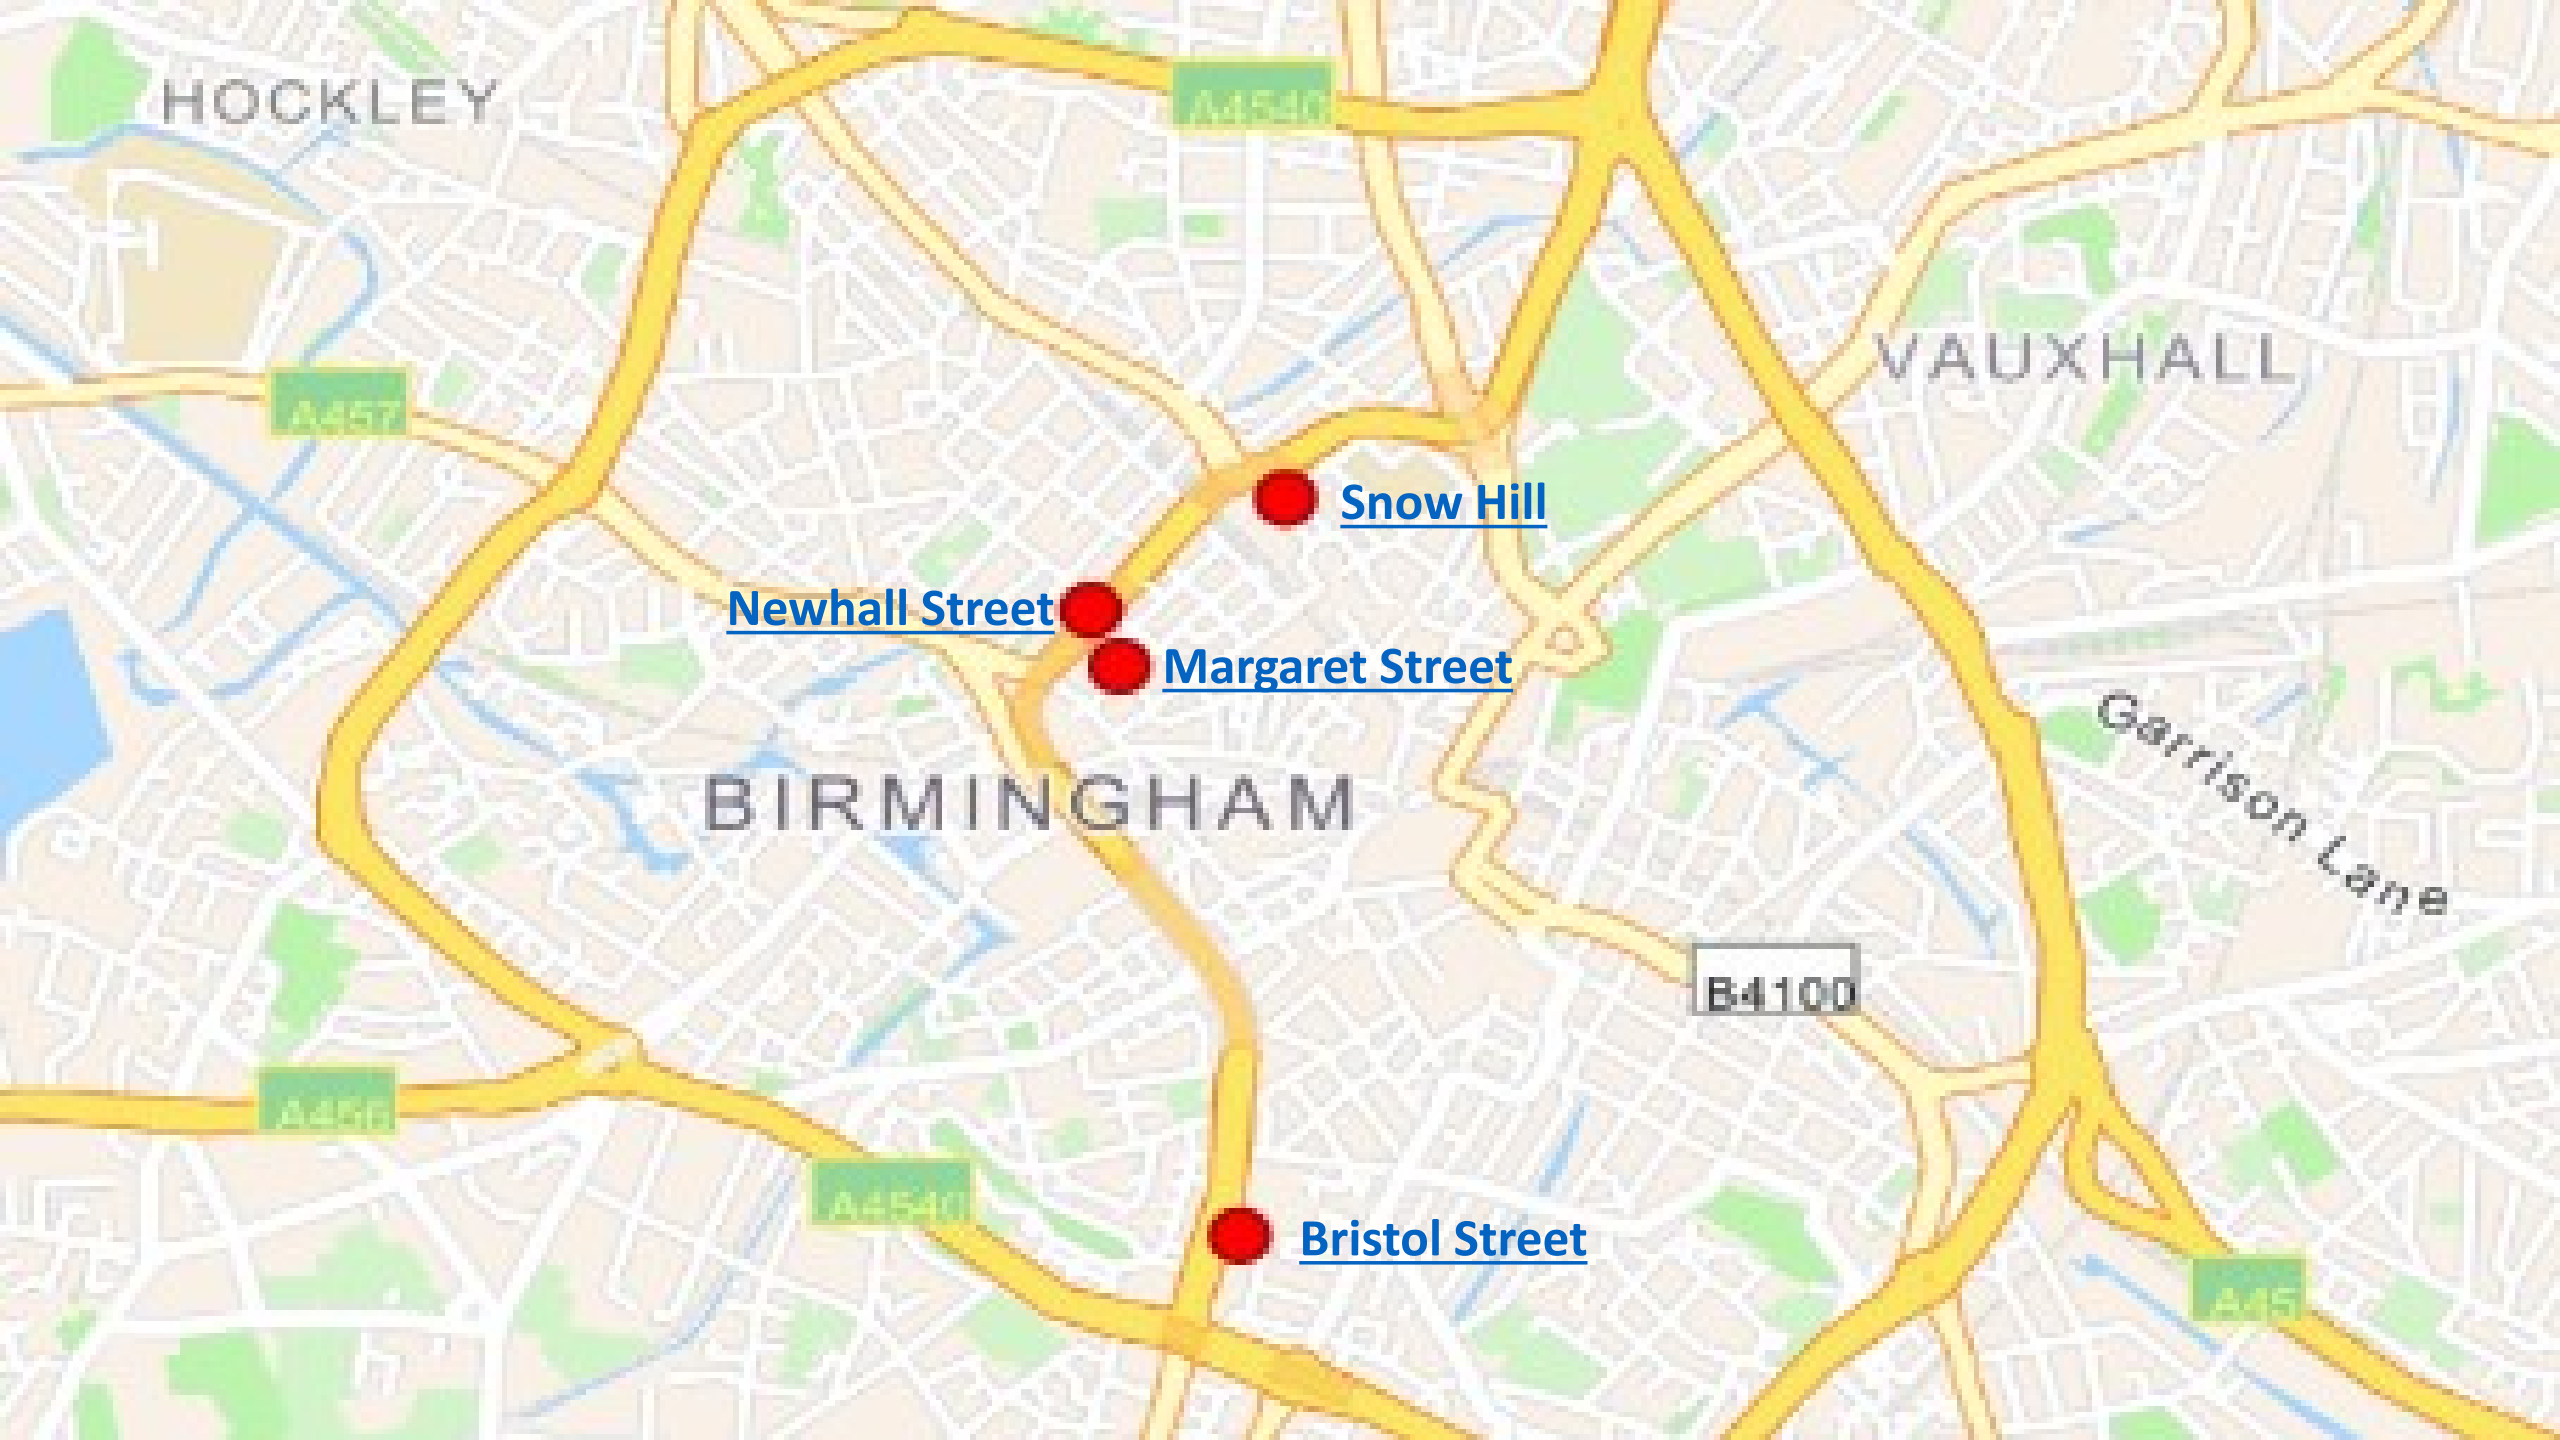 HOCKLEY
A4540
VAUXHALL
A457
Snow Hill
Newhall Street
Margaret Street
Garrison Lane
BIRMINGHAM
B4100
A456
A4540
Bristol Street
A45